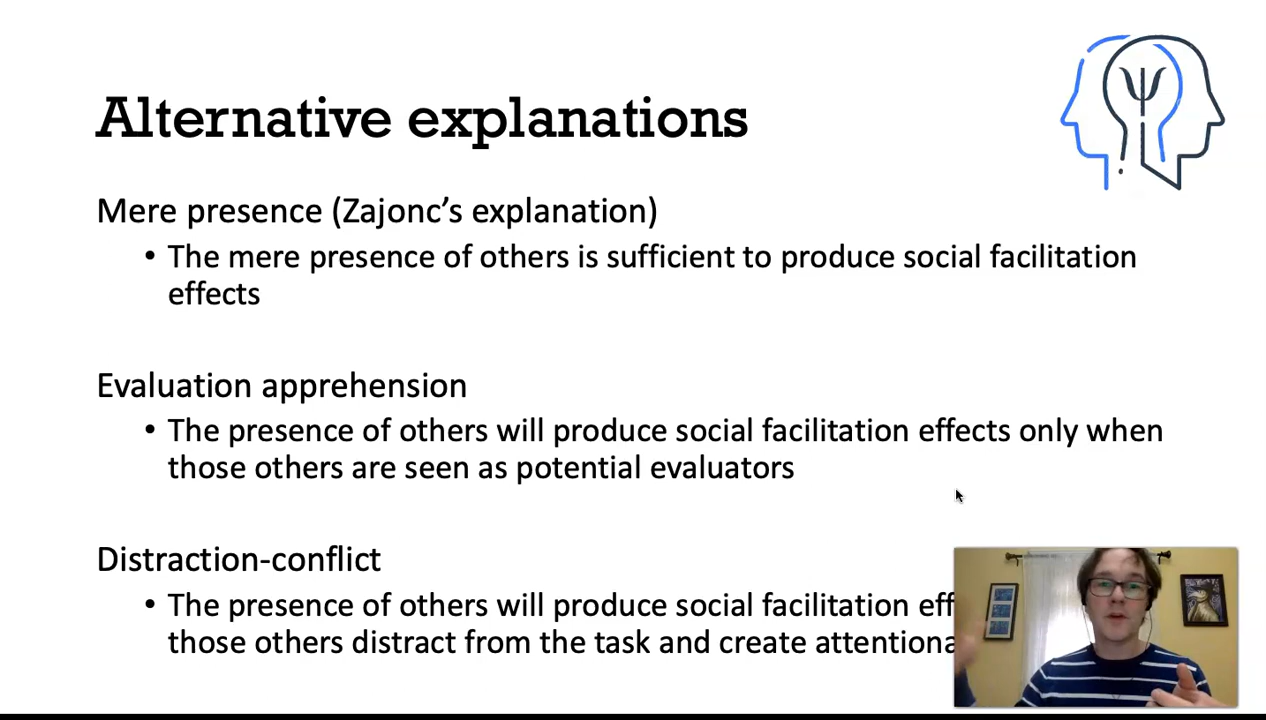 Alternative explanations
Mere presence (Zajonc’s explanation)
• The mere presence of others is sufficient to produce social facilitation
effects
Evaluation apprehension
• The presence of others will produce social facilitation effects only when
those others are seen as potential evaluators
Distraction-conflict
• The presence of others will produce social facilitation
those others distract from the task and create